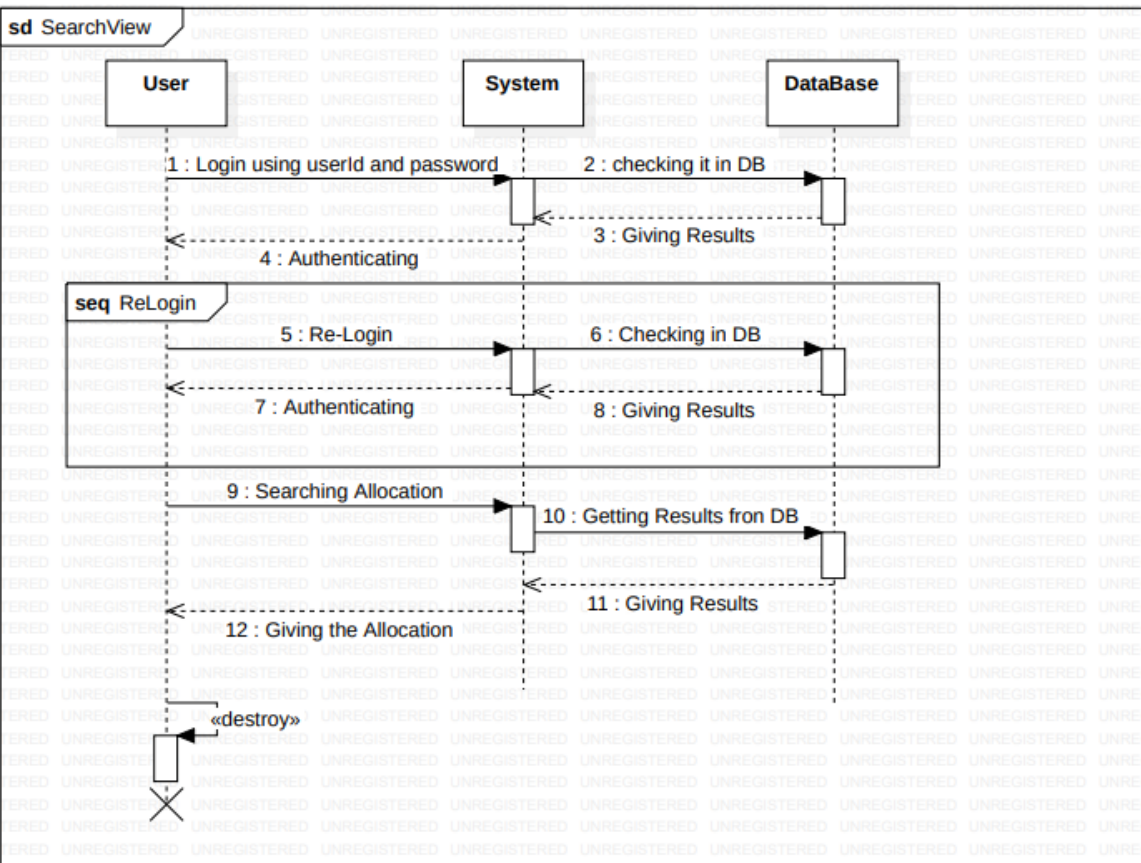 sd SearchView
User
System
DataBase
1 : Login using userId and password
2 : checking it in DB
3 : Giving Results
4 : Authenticating
seq ReLogin
5 : Re-Login
6 : Checking in DB
7 : Authenticating
8 : Giving Results
9 : Searching Allocation
10 : Getting Results fron DB
11 : Giving Results
12 : Giving the Allocation
«destroy»
UNREGISTERED